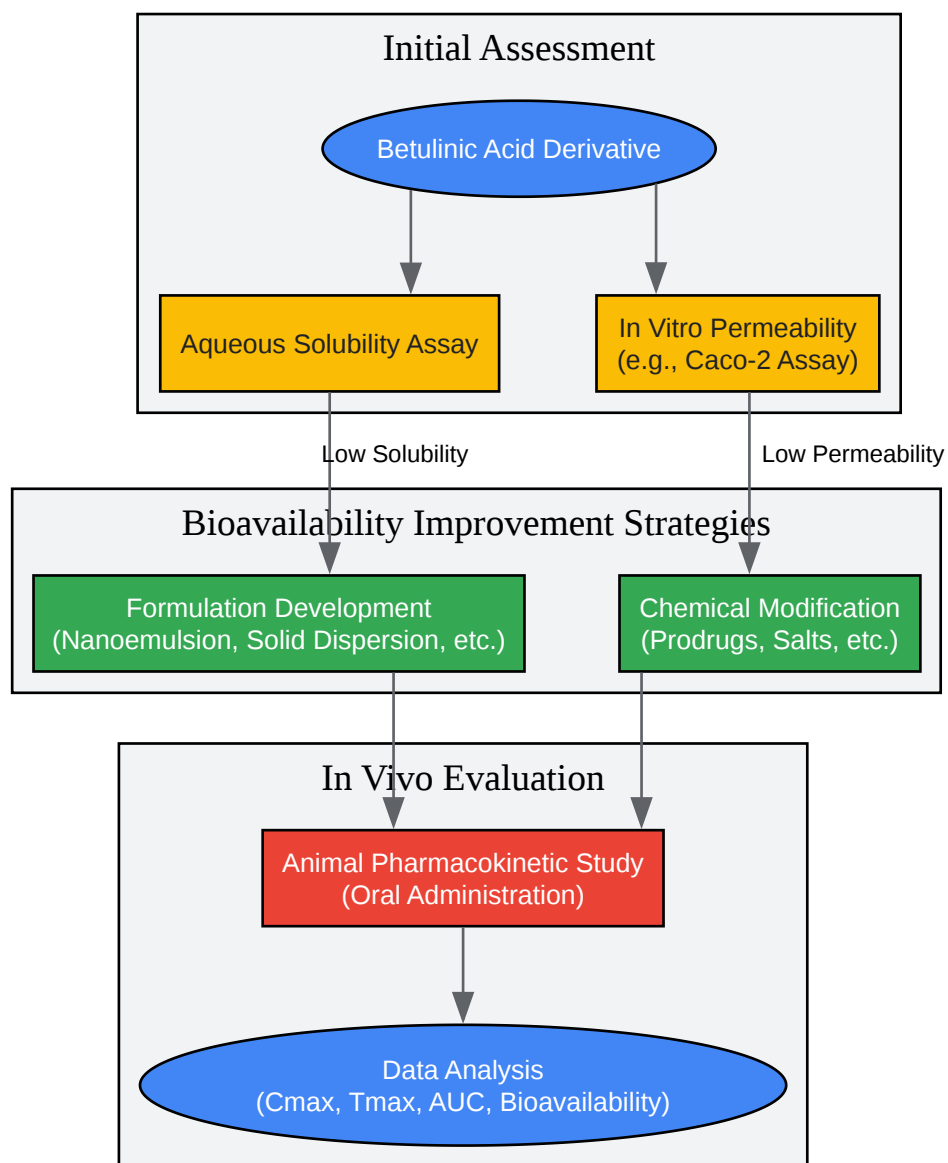 Initial Assessment
Betulinic Acid Derivative
Aqueous Solubility Assay
In Vitro Permeability
(e.g., Caco-2 Assay)
Low Solubility
Low Permeability
Bioavailability Improvement Strategies
Formulation Development
(Nanoemulsion, Solid Dispersion, etc.)
Chemical Modification
(Prodrugs, Salts, etc.)
In Vivo Evaluation
Animal Pharmacokinetic Study
(Oral Administration)
Data Analysis
(Cmax, Tmax, AUC, Bioavailability)